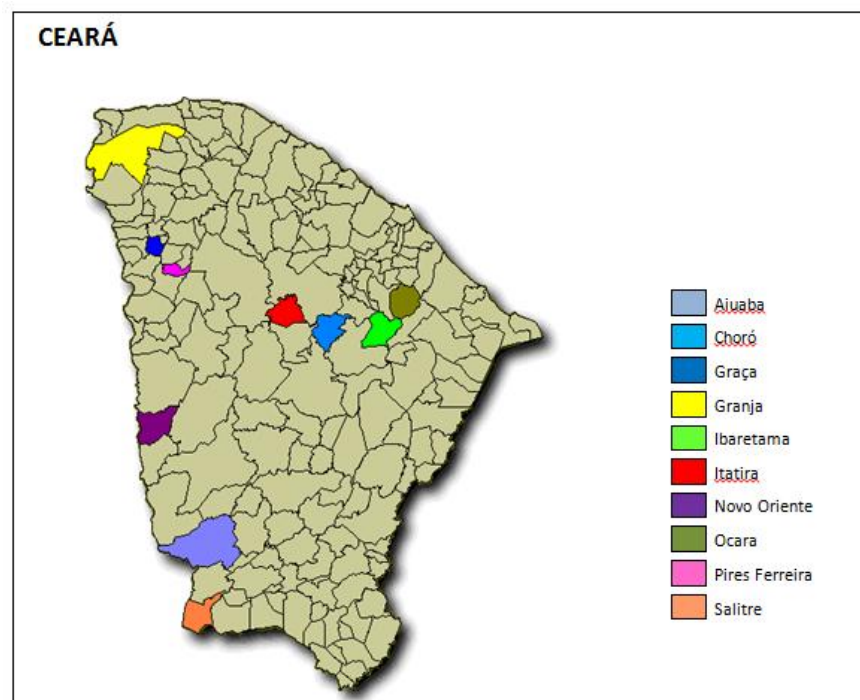 CEARÁ
Aiuaba
Choró
Graça
Granja
Ibaretama
Itatira
Novo Oriente
Ocara
Pires Ferreira
Salitre